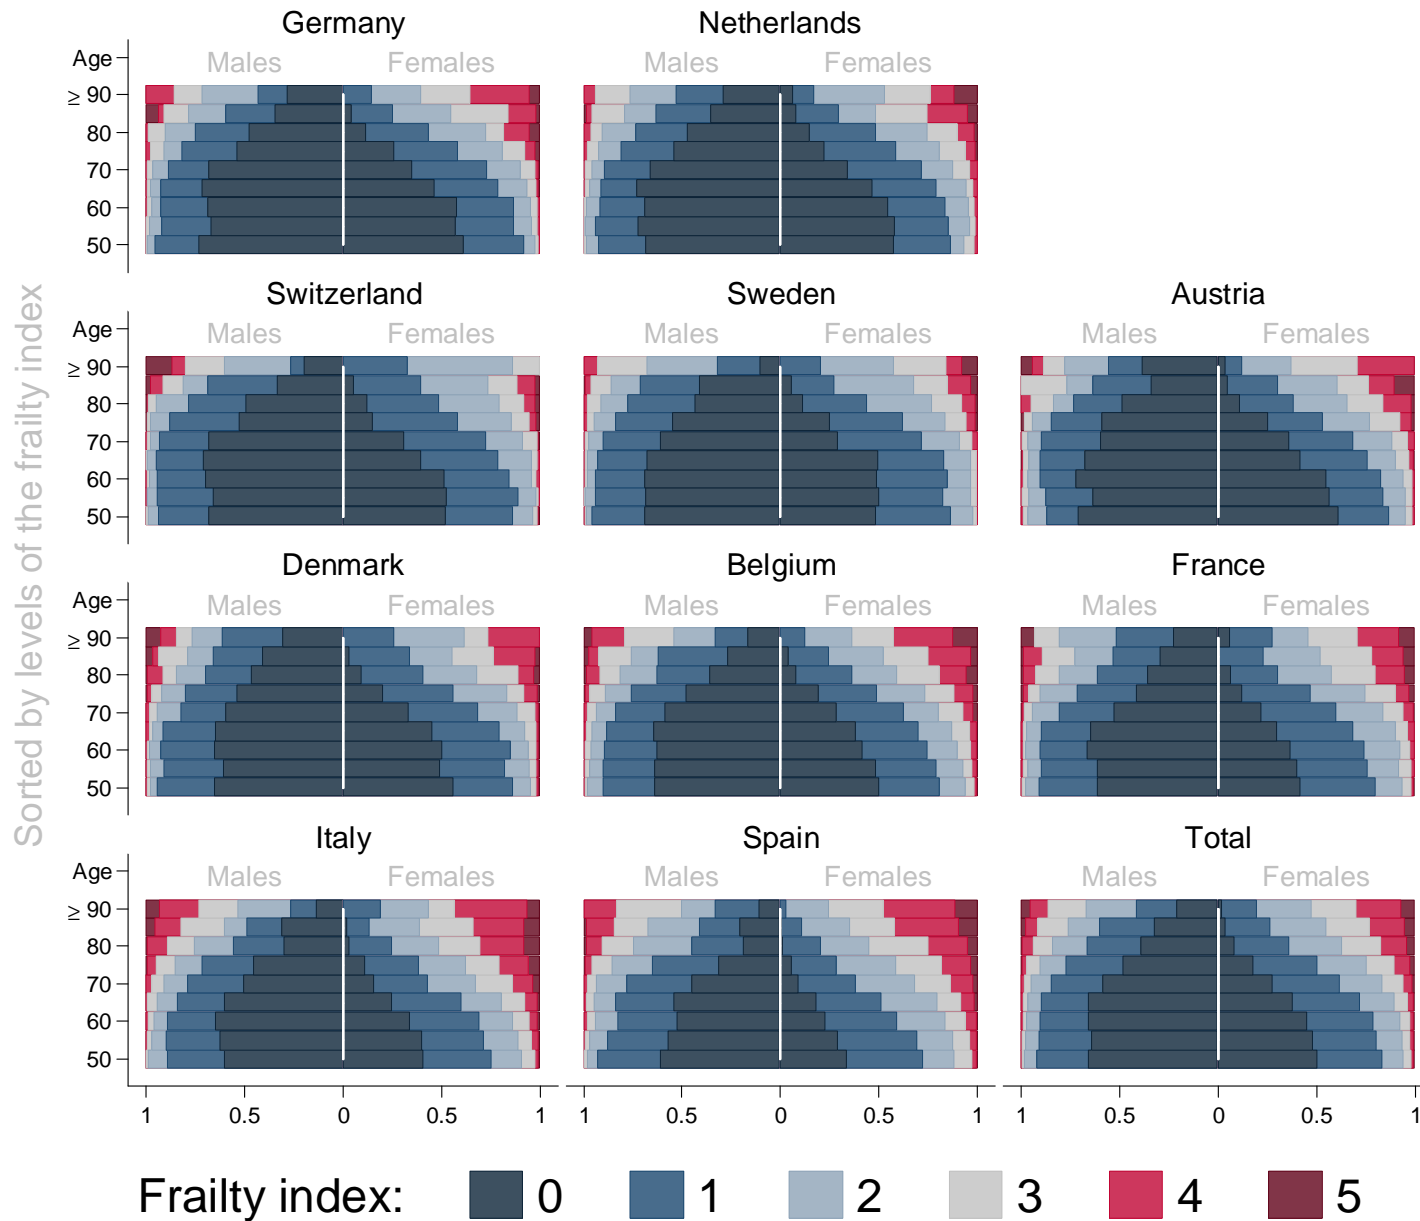 Germany Netherlands
Age Males Females Males Females
≥ 90
80
70
60
50
Switzerland Sweden Austria
Age Males Females Males Females Males Females
≥ 90
80
70
60
50
Denmark Belgium France
Age Males Females Males Females Males Females
≥ 90
80
70
60
50
Italy Spain Total
Age Males Females Males Females Males Females
≥ 90
80
70
60
50
1 0.5 0 0.5 1 1 0.5 0 0.5 1 1 0.5 0 0.5 1
Sorted by levels of the frailty index
Frailty index: 0 1 2 3 4 5